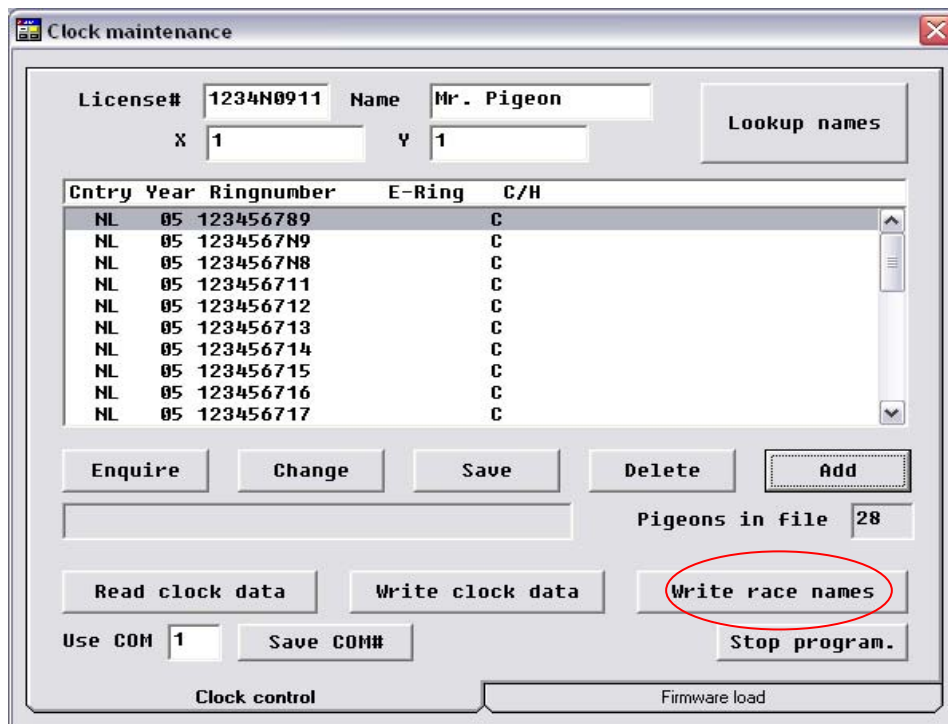 Clock maintenance
License# 1234N0911 Name Mr. Pigeon
Lookup names
X 1 Y 1
Cntry Year Ringnumber E-Ring C/H
NL 05 123456789 C
NL 05 1234567N9 C
NL 05 1234567N8 C
NL 05 123456711 C
NL 05 123456712 C
NL 05 123456713 C
NL 05 123456714 C
NL 05 123456715 C
NL 05 123456716 C
NL 05 123456717 C
Enquire Change Save Delete Add
Pigeons in file 28
Read clock data Write clock data Write race names
Use COM 1 Save COM# Stop program.
Clock control Firmware load